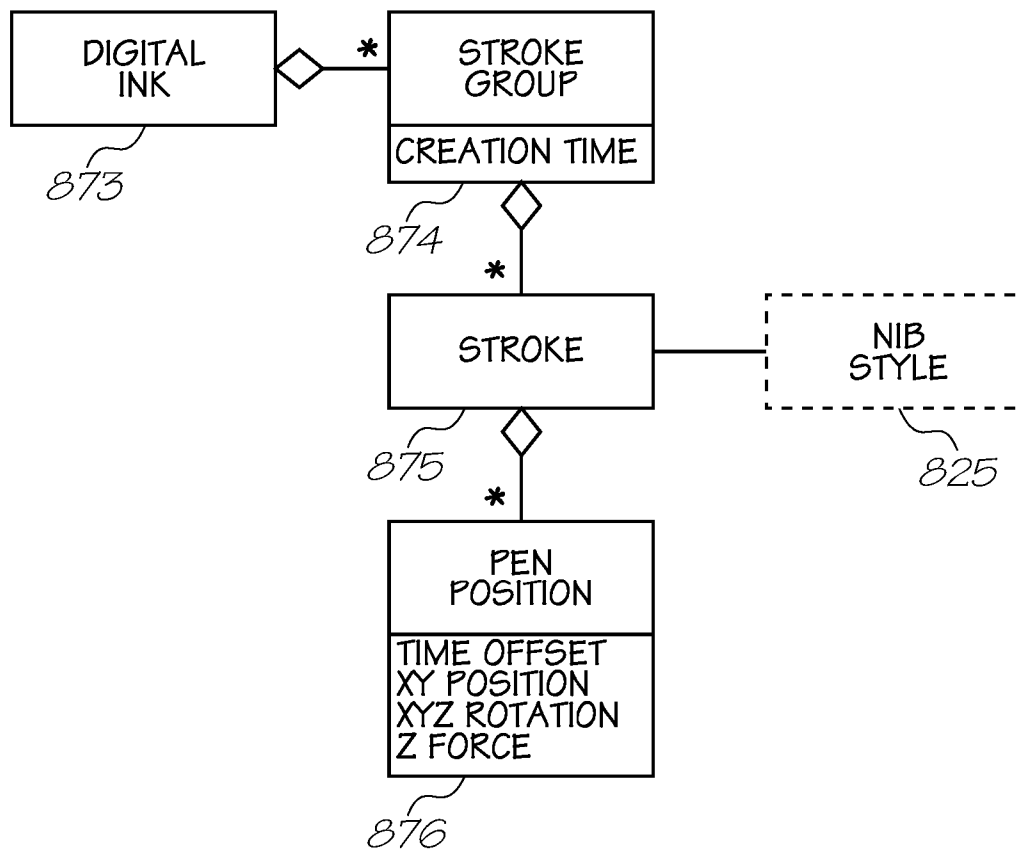 DIGITAL
INK
*
STROKE
GROUP
CREATION TIME
873
874
*
STROKE
NIB
STYLE
875
825
*
PEN
POSITION
TIME OFFSET
XY POSITION
XYZ ROTATION
Z FORCE
876